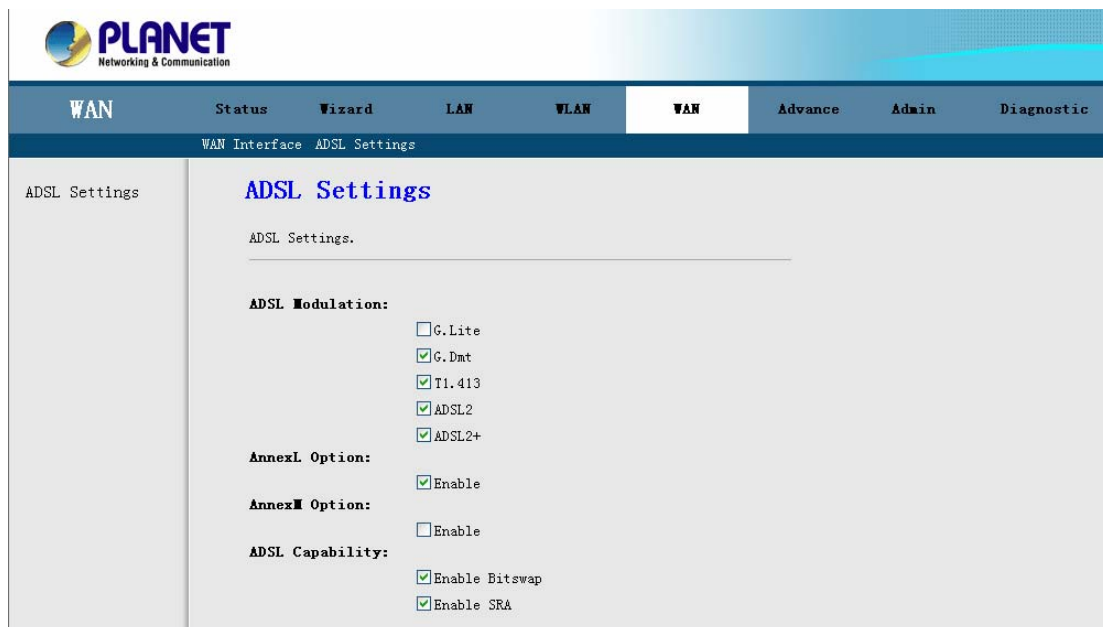 PLANET
Networking & Communication
WAN Status Wizard LAN WLAN WAN Advance Admin Diagnostic
WAN Interface ADSL Settings
ADSL Settings
ADSL Settings
ADSL Settings.
ADSL Modulation:
G.Lite
G.Dmt
T1.413
ADSL2
ADSL2+
AnnexL Option:
Enable
AnnexM Option:
Enable
ADSL Capability:
Enable Bitswap
Enable SRA